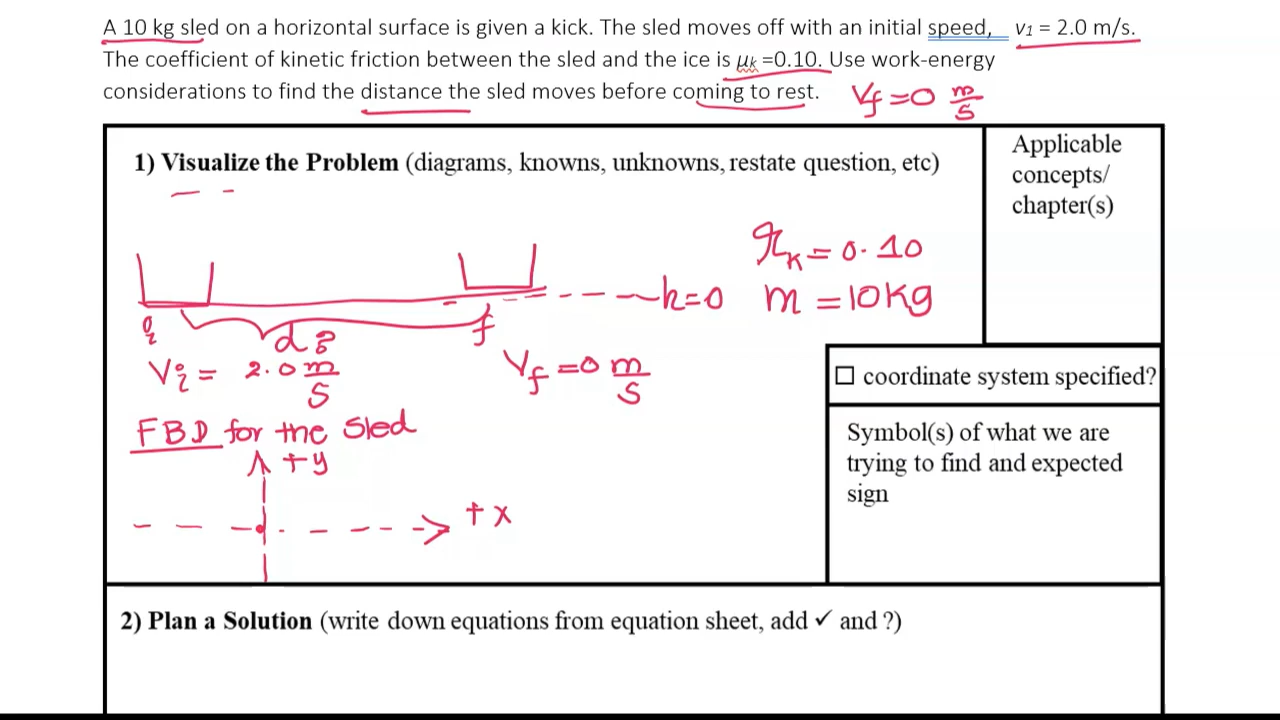 A 10 kg sled on a horizontal surface is given a kick. The sled moves off with an initial speed, v1 = 2.0 m/s.
The coefficient of kinetic friction between the sled and the ice is μk =0.10. Use work-energy
considerations to find the distance the sled moves before coming to rest. Vf=0 m/s
1) Visualize the Problem (diagrams, knowns, unknowns, restate question, etc)
Applicable
concepts/
chapter(s)
μk = 0.10
h=0 m = 10kg
i d? f
Vi = 2.0 m/s Vf =0 m/s
FBD for the sled
+y
+x
☐ coordinate system specified?
Symbol(s) of what we are
trying to find and expected
sign
2) Plan a Solution (write down equations from equation sheet, add ✓ and ?)